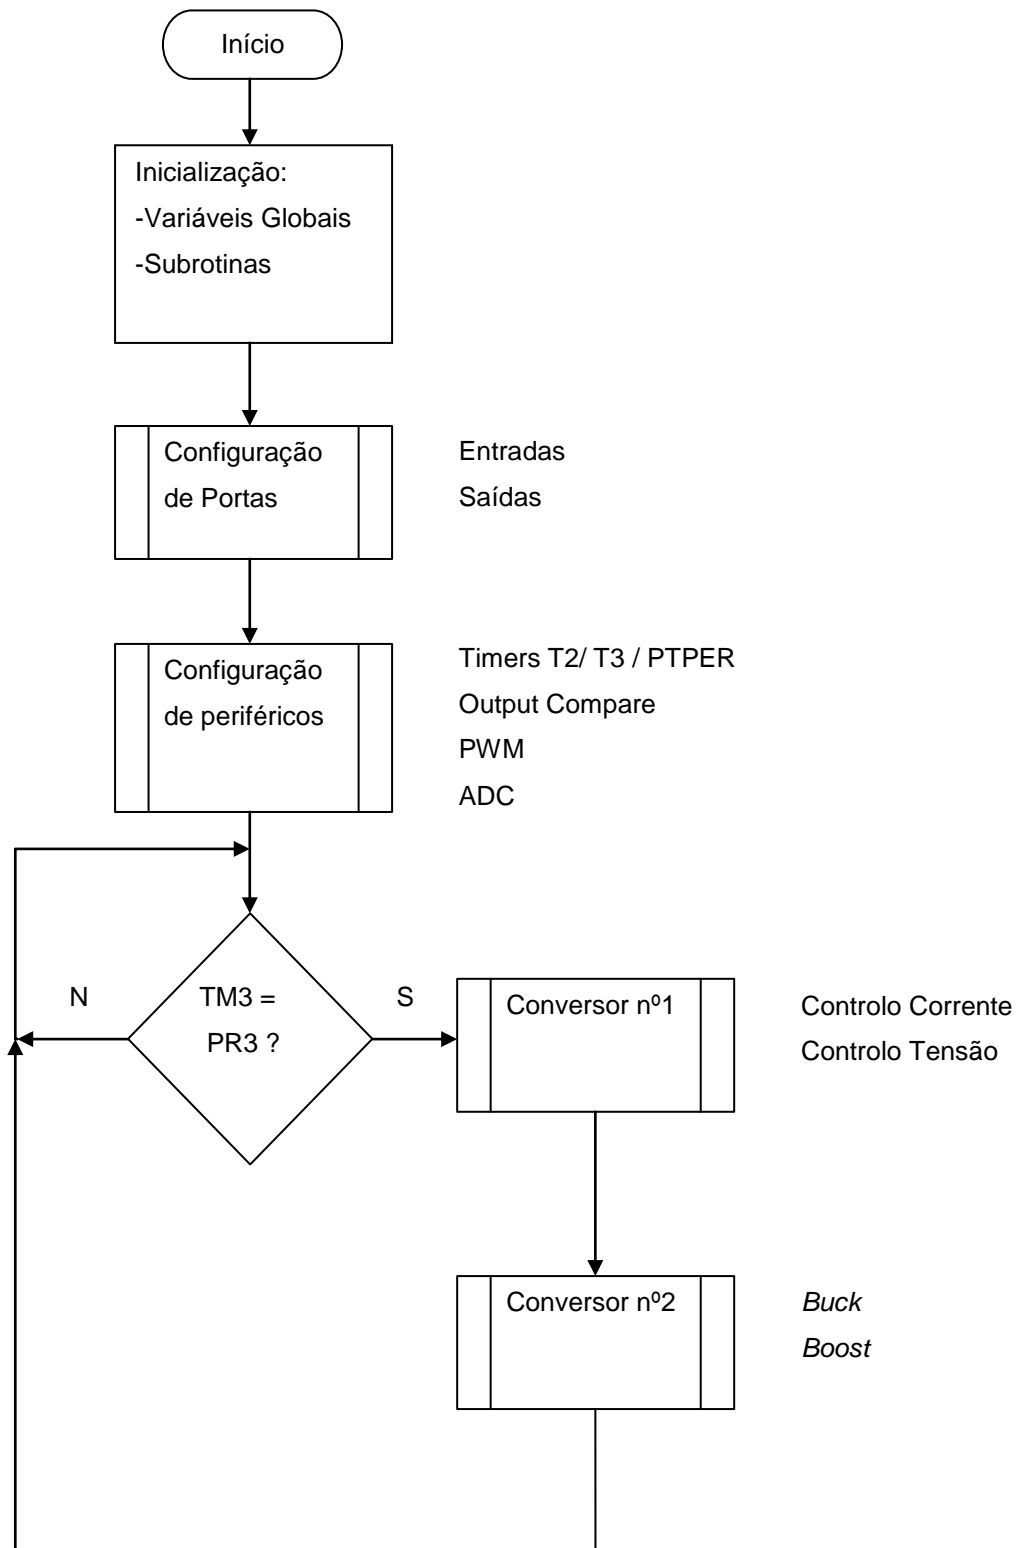 Início
Inicialização:
-Variáveis Globais
-Subrotinas
Configuração
de Portas
Entradas
Saídas
Configuração
de periféricos
Timers T2/ T3 / PTPER
Output Compare
PWM
ADC
N
TM3 =
PR3 ?
S
Conversor nº1
Controlo Corrente
Controlo Tensão
Conversor nº2
Buck
Boost